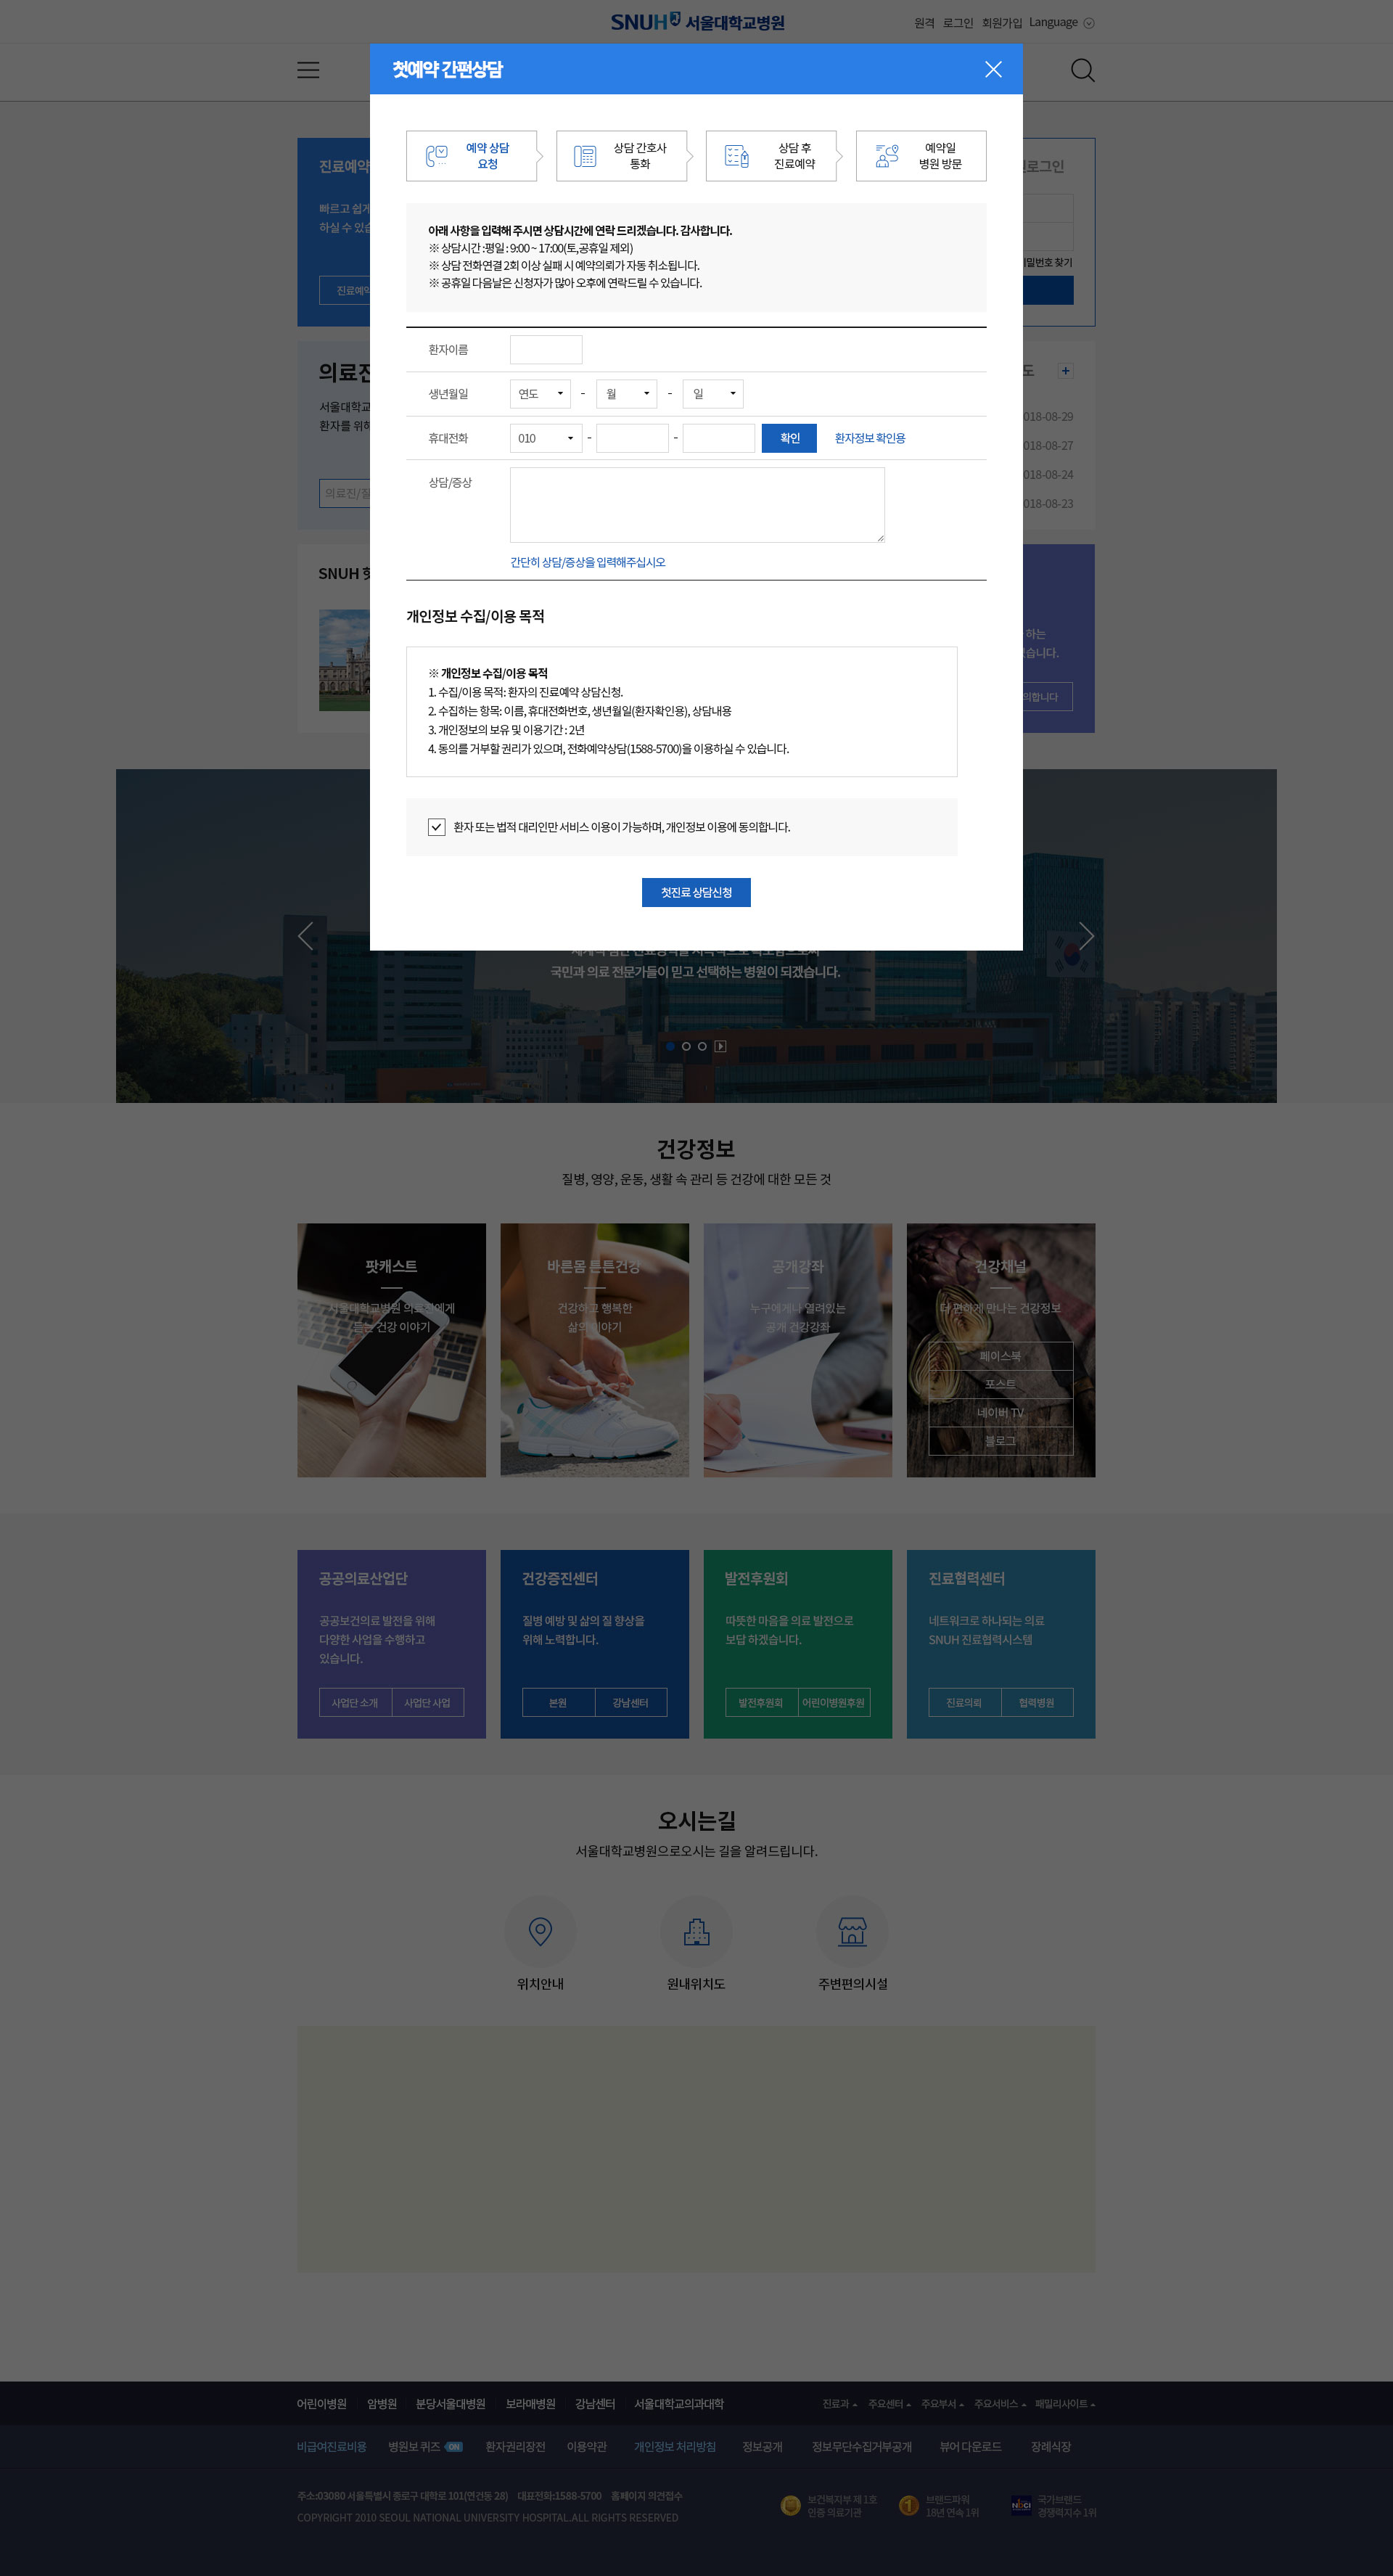 SNUH 서울대학교병원
원격 로그인 회원가입 Language
첫예약 간편상담
예약 상담
요청
상담 간호사
통화
상담 후
진료예약
예약일
병원 방문
아래 사항을 입력해 주시면 상담시간에 연락 드리겠습니다. 감사합니다.
※ 상담시간 :평일 : 9:00 ~ 17:00(토,공휴일 제외)
※ 상담 전화연결 2회 이상 실패 시 예약의뢰가 자동 취소됩니다.
※ 공휴일 다음날은 신청자가 많아 오후에 연락드릴 수 있습니다.
환자이름
생년월일 연도 - 월 - 일
휴대전화 010 - - 확인 환자정보 확인용
상담/증상
간단히 상담/증상을 입력해주십시오
개인정보 수집/이용 목적
※ 개인정보 수집/이용 목적
1. 수집/이용 목적: 환자의 진료예약 상담신청.
2. 수집하는 항목: 이름, 휴대전화번호, 생년월일(환자확인용), 상담내용
3. 개인정보의 보유 및 이용기간 : 2년
4. 동의를 거부할 권리가 있으며, 전화예약상담(1588-5700)을 이용하실 수 있습니다.
환자 또는 법적 대리인만 서비스 이용이 가능하며, 개인정보 이용에 동의합니다.
첫진료 상담신청
진료예약
빠르고 쉽게
하실 수 있습
진료예약
로그인
비밀번호 찾기
의료진
서울대학교
환자를 위해
의료진/질
도 +
018-08-29
018-08-27
018-08-24
018-08-23
SNUH 핫
하는
습니다.
의합니다
국민과 의료 전문가들이 믿고 선택하는 병원이 되겠습니다.
건강정보
질병, 영양, 운동, 생활 속 관리 등 건강에 대한 모든 것
팟캐스트
서울대학교병원 의료진에게
듣는 건강 이야기
바른몸 튼튼건강
건강하고 행복한
삶의 이야기
공개강좌
누구에게나 열려있는
공개 건강강좌
건강채널
더 편하게 만나는 건강정보
페이스북
포스트
네이버 TV
블로그
공공의료산업단
공공보건의료 발전을 위해
다양한 사업을 수행하고
있습니다.
사업단 소개 사업단 사업
건강증진센터
질병 예방 및 삶의 질 향상을
위해 노력합니다.
본원 강남센터
발전후원회
따뜻한 마음을 의료 발전으로
보답 하겠습니다.
발전후원회 어린이병원후원
진료협력센터
네트워크로 하나되는 의료
SNUH 진료협력시스템
진료의뢰 협력병원
오시는길
서울대학교병원으로오시는 길을 알려드립니다.
위치안내 원내위치도 주변편의시설
어린이병원 암병원 분당서울대병원 보라매병원 강남센터 서울대학교의과대학 진료과 주요센터 주요부서 주요서비스 패밀리사이트
비급여진료비용 병원보 퀴즈 ON 환자권리장전 이용약관 개인정보 처리방침 정보공개 정보무단수집거부공개 뷰어 다운로드 장례식장
주소:03080 서울특별시 종로구 대학로 101(연건동 28) 대표전화:1588-5700 홈페이지 의견접수
COPYRIGHT 2010 SEOUL NATIONAL UNIVERSITY HOSPITAL.ALL RIGHTS RESERVED
보건복지부 제 1호
인증 의료기관
1
브랜드파워
18년 연속 1위
NBCI
국가브랜드
경쟁력지수 1위